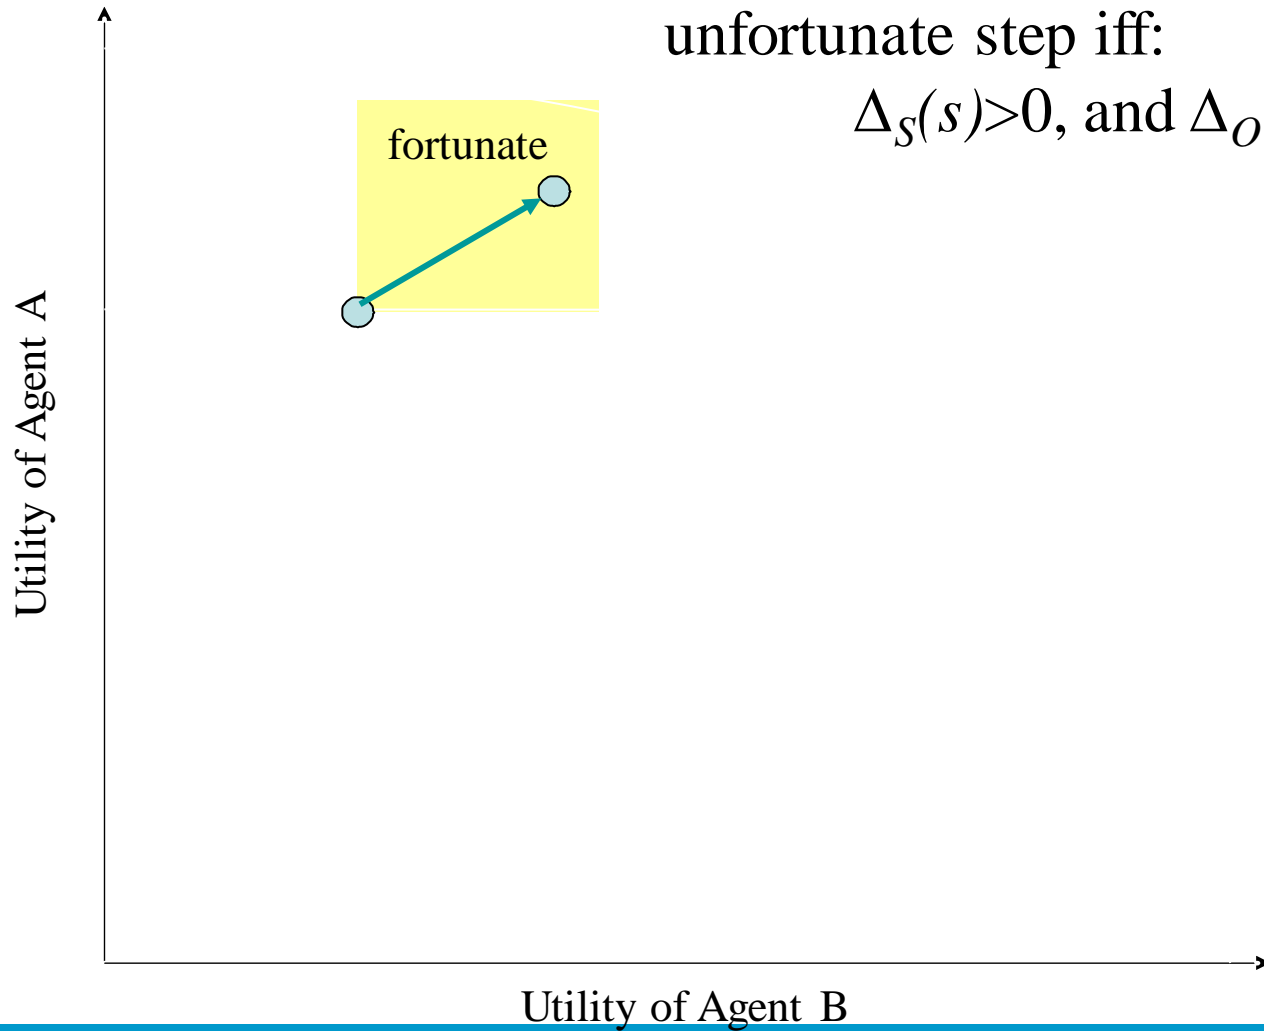 unfortunate step iff:
Δ_S(s)>0, and Δ_O
fortunate
Utility of Agent A
Utility of Agent B